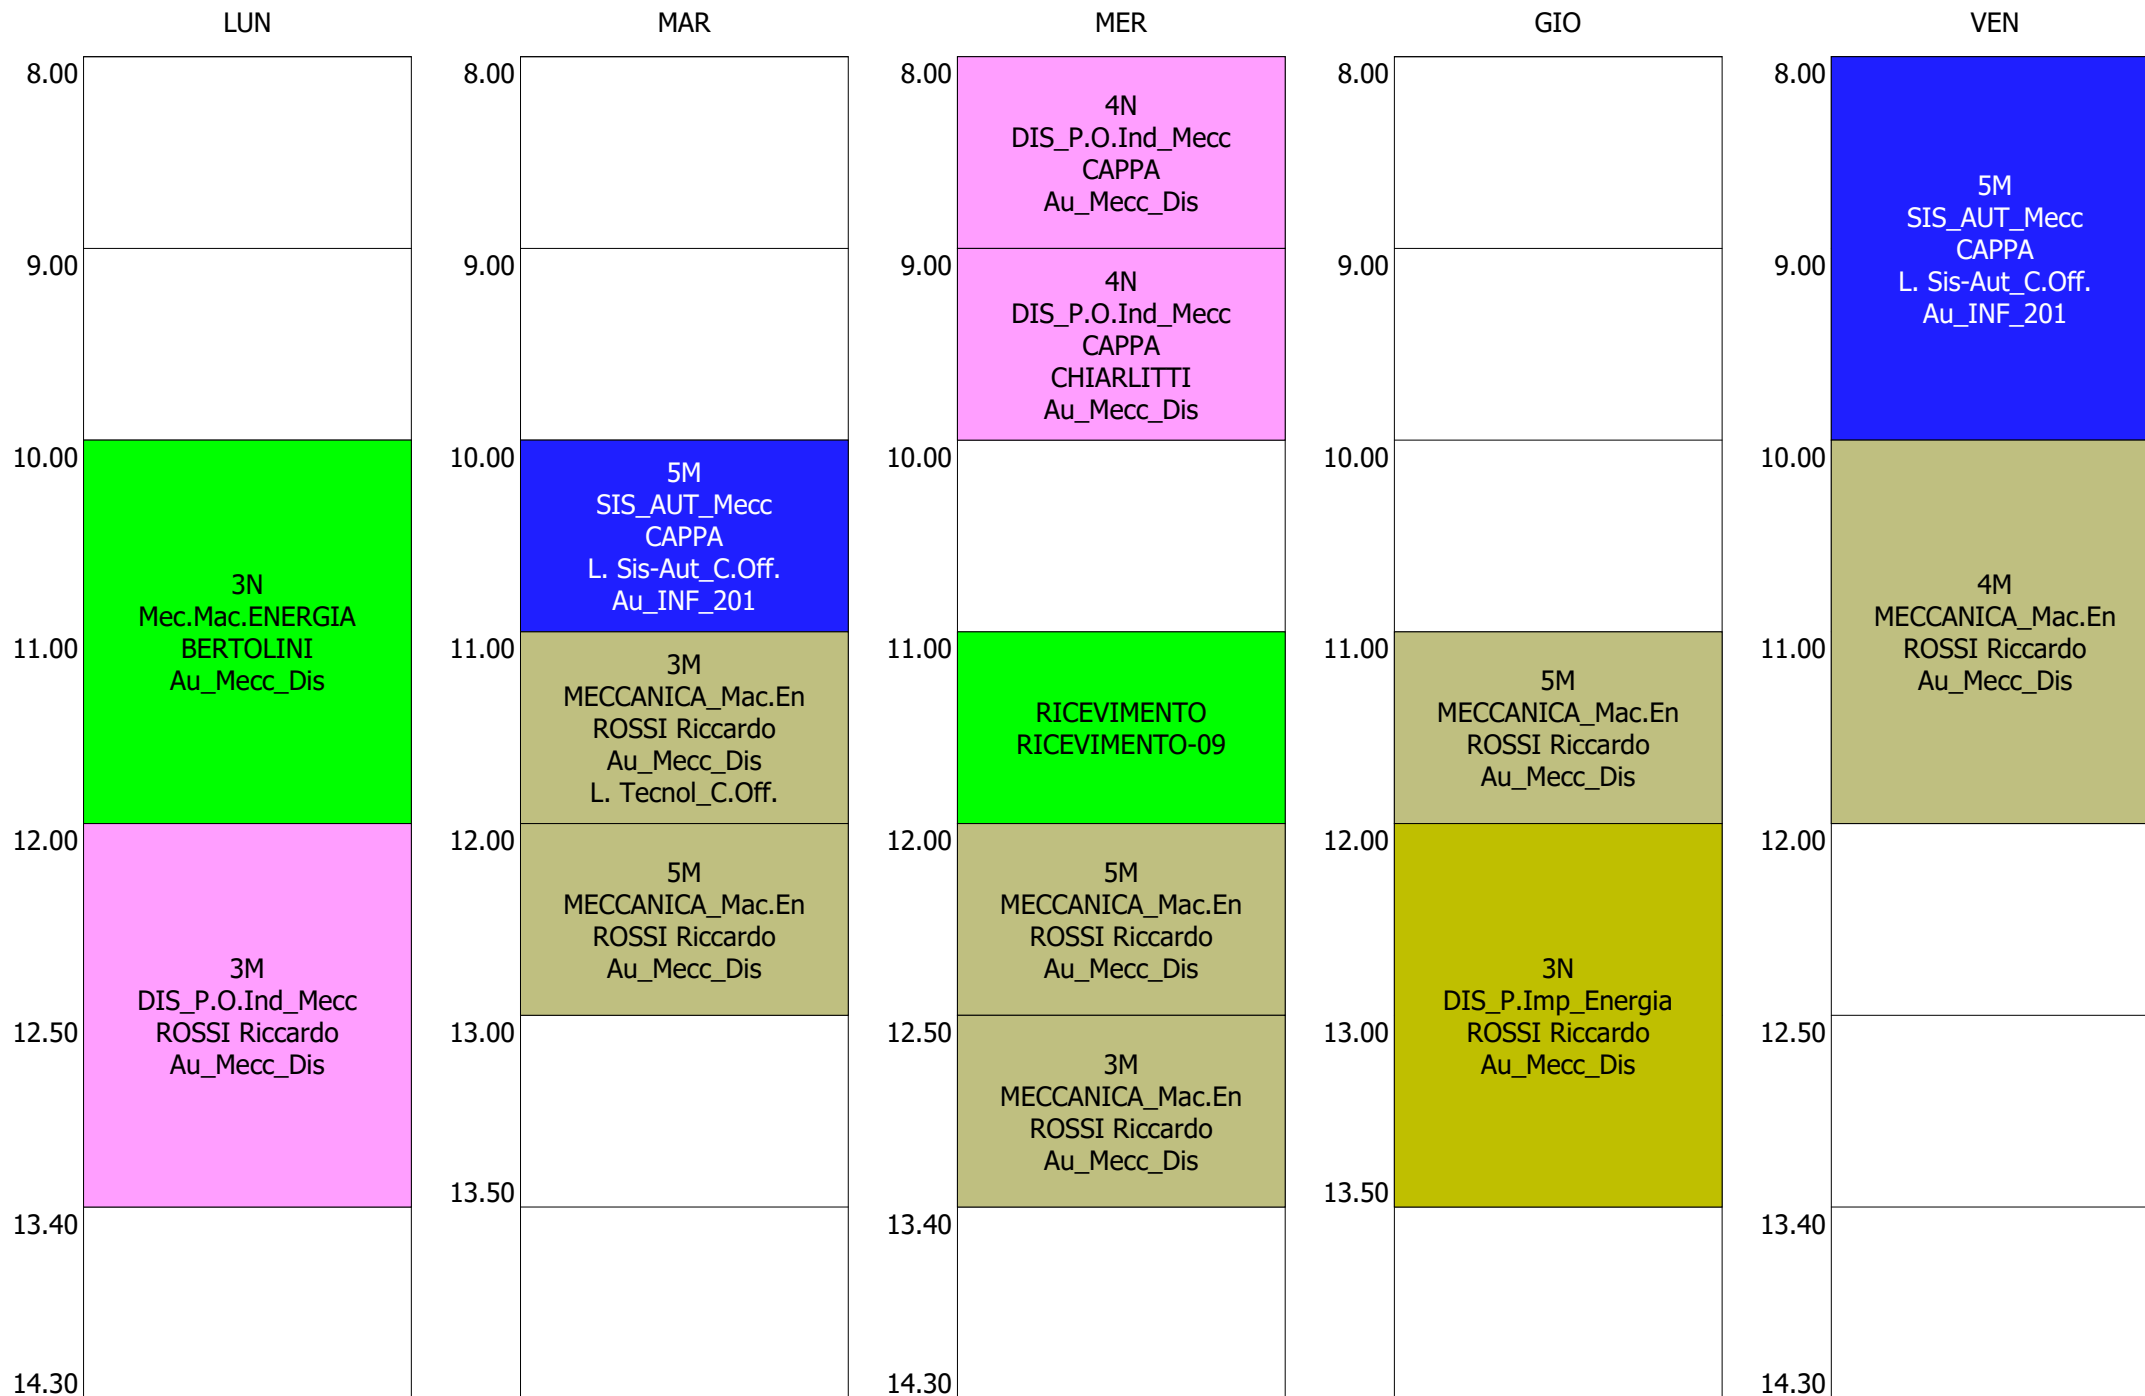 LUN
8.00
9.00
10.00
3N
Mec.Mac.ENERGIA
BERTOLINI
Au_Mecc_Dis
11.00
12.00
3M
DIS_P.O.Ind_Mecc
ROSSI Riccardo
Au_Mecc_Dis
12.50
13.40
14.30
MAR
8.00
9.00
10.00
5M
SIS_AUT_Mecc
CAPPA
L. Sis-Aut_C.Off.
Au_INF_201
11.00
3M
MECCANICA_Mac.En
ROSSI Riccardo
Au_Mecc_Dis
L. Tecnol_C.Off.
12.00
5M
MECCANICA_Mac.En
ROSSI Riccardo
Au_Mecc_Dis
13.00
13.50
MER
8.00
4N
DIS_P.O.Ind_Mecc
CAPPA
Au_Mecc_Dis
9.00
4N
DIS_P.O.Ind_Mecc
CAPPA
CHIARLITTI
Au_Mecc_Dis
10.00
11.00
RICEVIMENTO
RICEVIMENTO-09
12.00
5M
MECCANICA_Mac.En
ROSSI Riccardo
Au_Mecc_Dis
12.50
3M
MECCANICA_Mac.En
ROSSI Riccardo
Au_Mecc_Dis
13.40
14.30
GIO
8.00
9.00
10.00
11.00
5M
MECCANICA_Mac.En
ROSSI Riccardo
Au_Mecc_Dis
12.00
3N
DIS_P.Imp_Energia
ROSSI Riccardo
Au_Mecc_Dis
13.00
13.50
VEN
8.00
5M
SIS_AUT_Mecc
CAPPA
L. Sis-Aut_C.Off.
Au_INF_201
9.00
10.00
4M
MECCANICA_Mac.En
ROSSI Riccardo
Au_Mecc_Dis
11.00
12.00
12.50
13.40
14.30